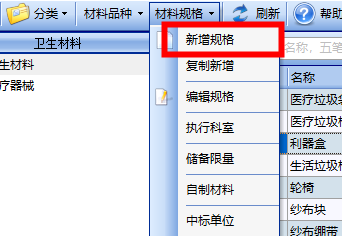 分类 材料品种 材料规格 刷新 帮助
卫生材料
生材料
疗器械
新增规格
复制新增
编辑规格
执行科室
储备限量
自制材料
中标单位
名称，五笔
名称
医疗垃圾
医疗垃圾
利器盒
生活垃圾
轮椅
纱布块
纱布绷带